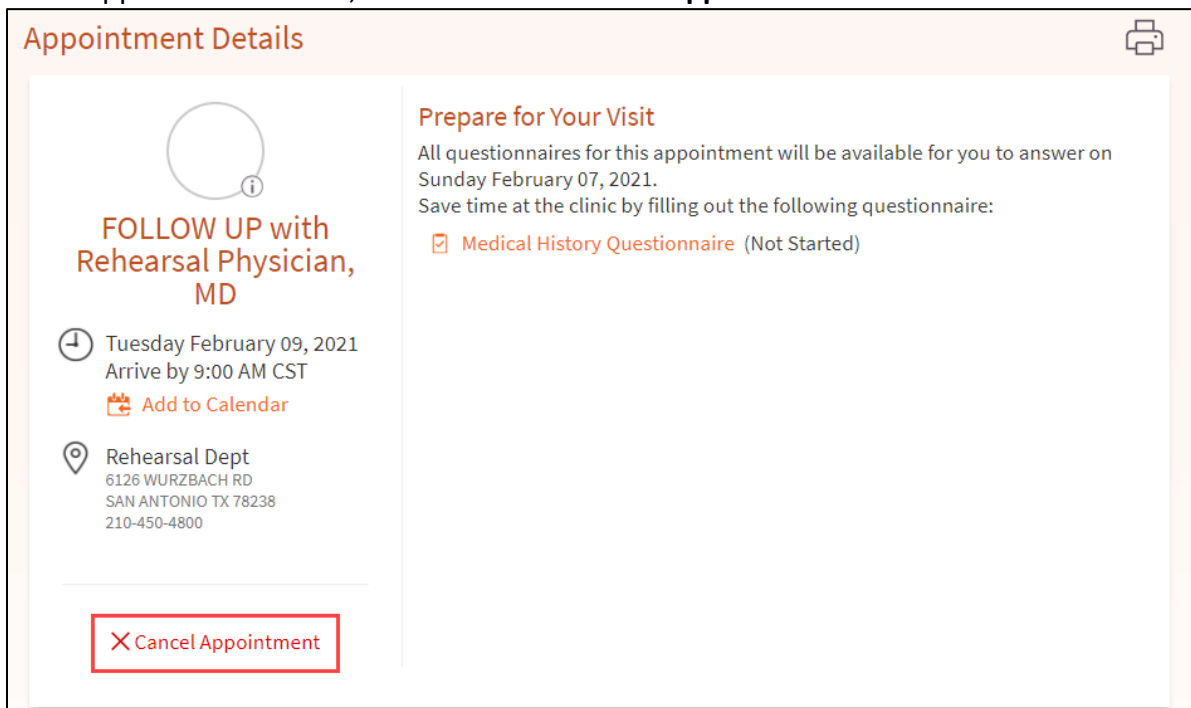 Appointment Details
FOLLOW UP with
Rehearsal Physician,
MD
Tuesday February 09, 2021
Arrive by 9:00 AM CST
Add to Calendar
Rehearsal Dept
6126 WURZBACH RD
SAN ANTONIO TX 78238
210-450-4800
Cancel Appointment
Prepare for Your Visit
All questionnaires for this appointment will be available for you to answer on
Sunday February 07, 2021.
Save time at the clinic by filling out the following questionnaire:
Medical History Questionnaire (Not Started)